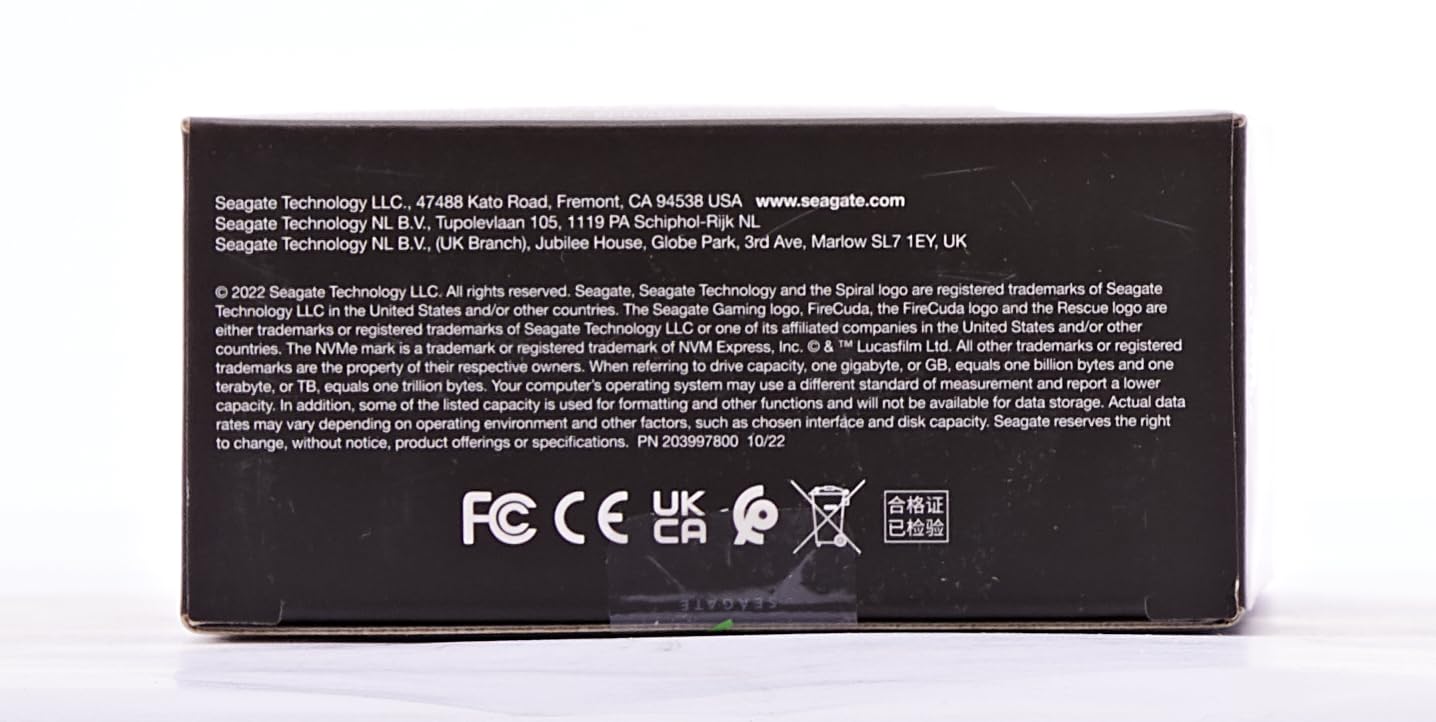 Seagate Technology LLC., 47488 Kato Road, Fremont, CA 94538 USA www.seagate.com
Seagate Technology NL B.V., Tupolevlaan 105, 1119 PA Schiphol-Rijk NL
Seagate Technology NL B.V., (UK Branch), Jubilee House, Globe Park, 3rd Ave, Marlow SL7 1EY, UK
© 2022 Seagate Technology LLC. All rights reserved. Seagate, Seagate Technology and the Spiral logo are registered trademarks of Seagate
Technology LLC in the United States and/or other countries. The Seagate Gaming logo, FireCuda, the FireCuda logo and the Rescue logo are
either trademarks or registered trademarks of Seagate Technology LLC or one of its affiliated companies in the United States and/or other
countries. The NVMe mark is a trademark or registered trademark of NVM Express, Inc. © & ™ Lucasfilm Ltd. All other trademarks or registered
trademarks are the property of their respective owners. When referring to drive capacity, one gigabyte, or GB, equals one billion bytes and one
terabyte, or TB, equals one trillion bytes. Your computer's operating system may use a different standard of measurement and report a lower
capacity. In addition, some of the listed capacity is used for formatting and other functions and will not be available for data storage. Actual data
rates may vary depending on operating environment and other factors, such as chosen interface and disk capacity. Seagate reserves the right
to change, without notice, product offerings or specifications. PN 203997800 10/22
FC CE UK
CA
合格证
已检验
SEAGATE